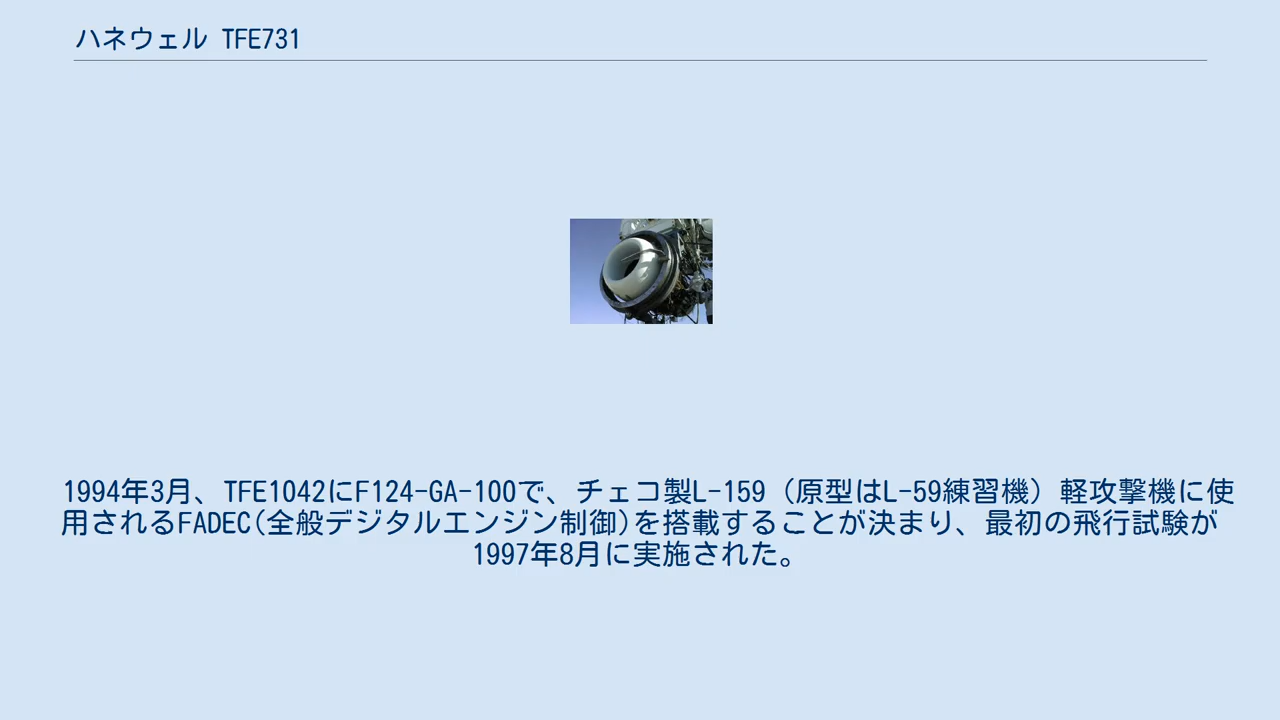 ハネウェル TFE731
1994年3月、TFE1042にF124-GA-100で、チェコ製L-159（原型はL-59練習機）軽攻撃機に使
用されるFADEC(全般デジタルエンジン制御)を搭載することが決まり、最初の飛行試験が
1997年8月に実施された。